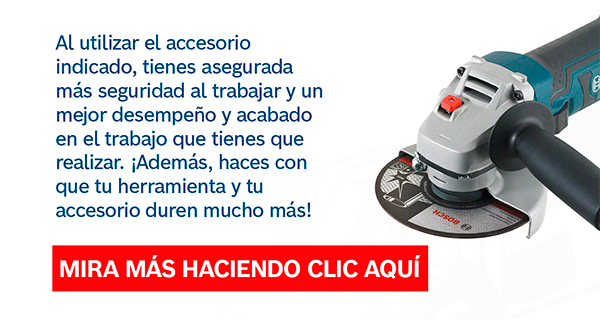 Al utilizar el accesorio
indicado, tienes asegurada
más seguridad al trabajar y un
mejor desempeño y acabado
en el trabajo que tienes que
realizar. ¡Además, haces con
que tu herramienta y tu
accesorio duren mucho más!
MIRA MÁS HACIENDO CLIC AQUÍ
BOSCH